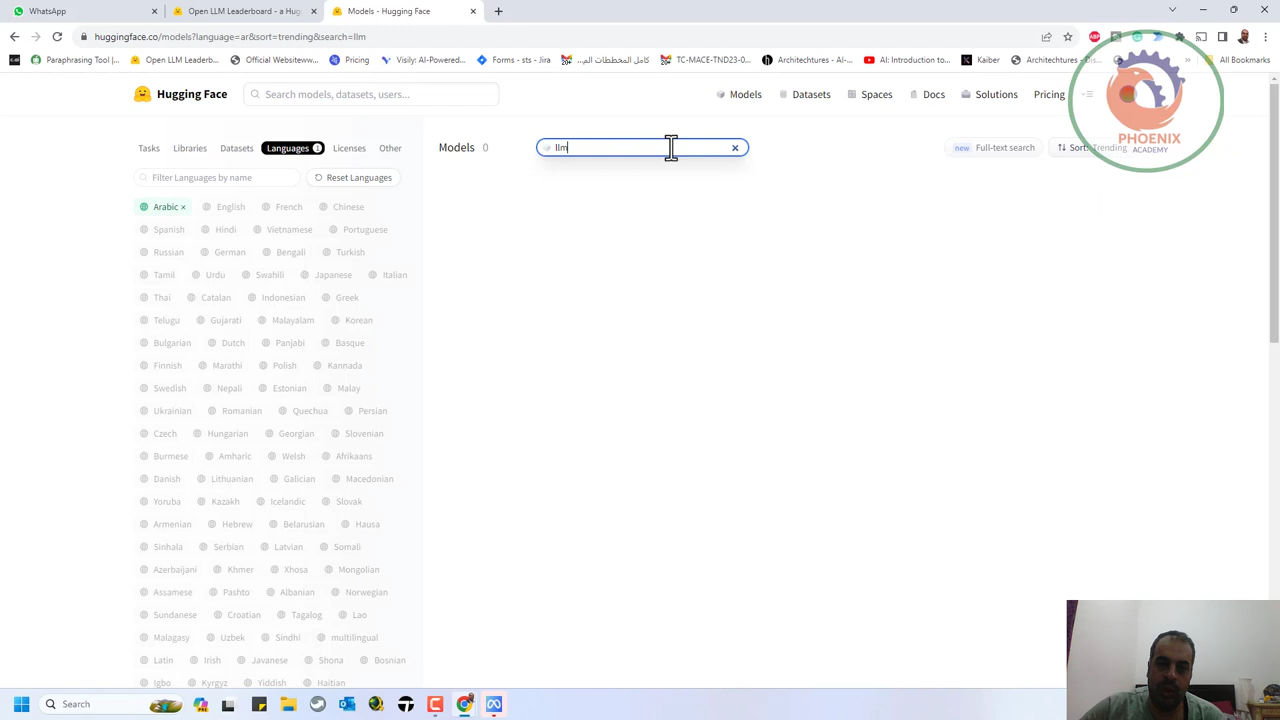 WhatsApp
Open LLM Leaderboard - a Hug
Models - Hugging Face
huggingface.co/models?language=ar&sort=trending&search=llm
Paraphrasing Tool |...
Open LLM Leaderb...
Official Websiteww...
Pricing
Visily: AI-Powered...
Forms - sts - Jira
كامل المخططات الم...
TC-MACE-TND23-0...
Architechtures - AI-...
AI: Introduction to...
Kaiber
Architechtures - D...
»
All Bookmarks
Hugging Face
Search models, datasets, users...
Models
Datasets
Spaces
Docs
Solutions
Pricing
PHOENIX
ACADEMY
Tasks
Libraries
Datasets
Languages 1
Licenses
Other
Models 0
llm
new Full-text search
Sort: Trending
Filter Languages by name
Reset Languages
Arabic × English French Chinese
Spanish Hindi Vietnamese Portuguese
Russian German Bengali Turkish
Tamil Urdu Swahili Japanese Italian
Thai Catalan Indonesian Greek
Telugu Gujarati Malayalam Korean
Bulgarian Dutch Panjabi Basque
Finnish Marathi Polish Kannada
Swedish Nepali Estonian Malay
Ukrainian Romanian Quechua Persian
Czech Hungarian Georgian Slovenian
Burmese Amharic Welsh Afrikaans
Danish Lithuanian Galician Macedonian
Yoruba Kazakh Icelandic Slovak
Armenian Hebrew Belarusian Hausa
Sinhala Serbian Latvian Somali
Azerbaijani Khmer Xhosa Mongolian
Assamese Pashto Albanian Norwegian
Sundanese Croatian Tagalog Lao
Malagasy Uzbek Sindhi multilingual
Latin Irish Javanese Shona Bosnian
Igbo Kyrgyz Yiddish Haitian
Search